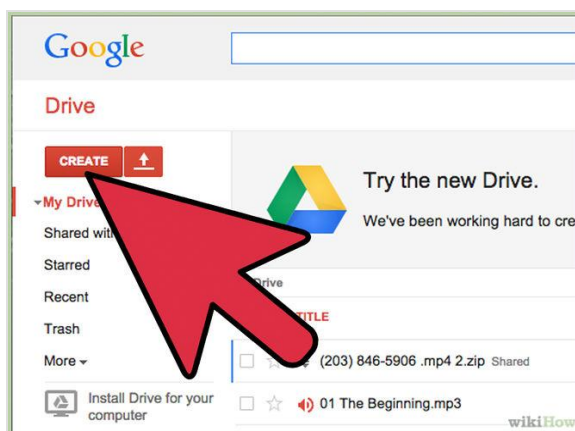 Google
Drive
CREATE
Try the new Drive.
My Drive
We've been working hard to cre
Shared with
Starred
Drive
Recent
TITLE
Trash
More
(203) 846-5906 .mp4 2.zip Shared
Install Drive for your
computer
01 The Beginning.mp3
wikiHow